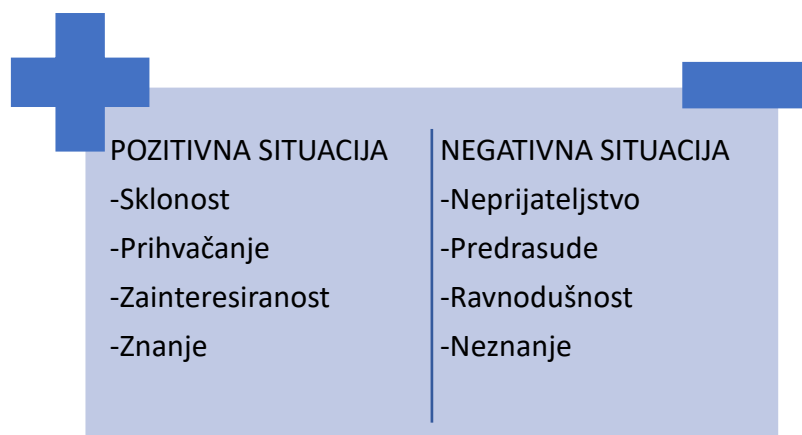 POZITIVNA SITUACIJA
-Sklonost
-Prihvačanje
-Zainteresiranost
-Znanje
NEGATIVNA SITUACIJA
-Neprijateljstvo
-Predrasude
-Ravnodušnost
-Neznanje